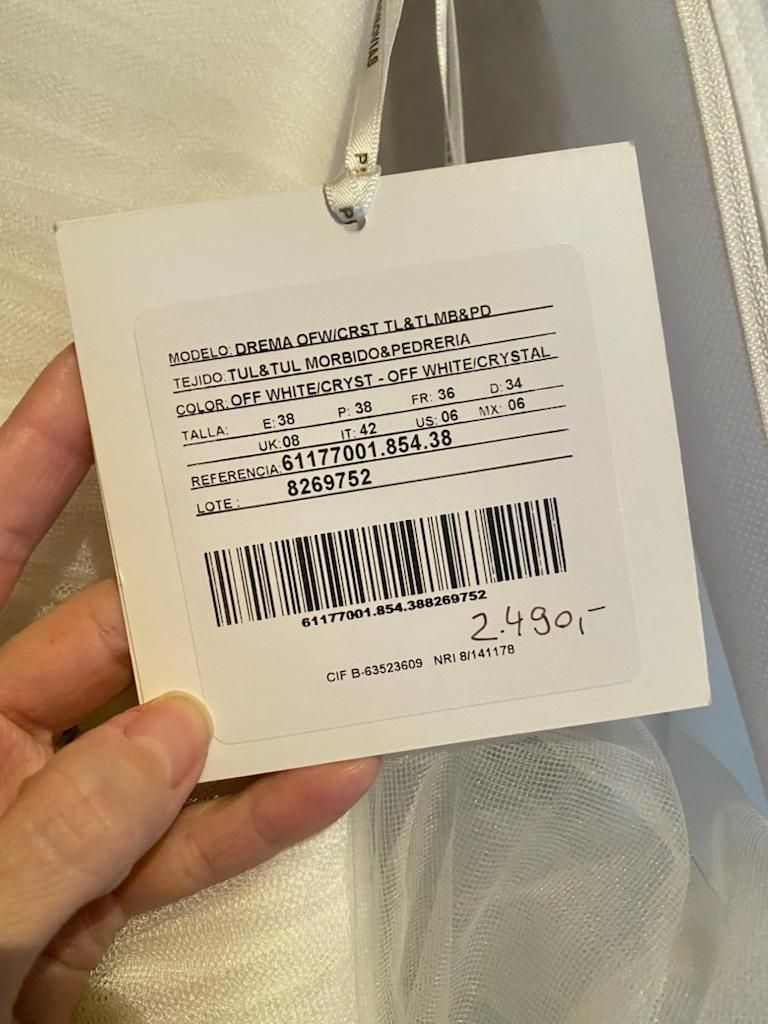 PRONOVIAS
P
PI
MODELO: DREMA OFW/CRST TL&TLMB&PD
TEJIDO: TUL&TUL MORBIDO&PEDRERIA
COLOR: OFF WHITE/CRYST - OFF WHITE/CRYSTAL
TALLA: E: 38 P: 38 FR: 36 D: 34
UK: 08 IT: 42 US: 06 MX: 06
REFERENCIA: 61177001.854.38
LOTE : 8269752
61177001.854.388269752
2.490,-
CIF B-63523609 NRI 8/141178